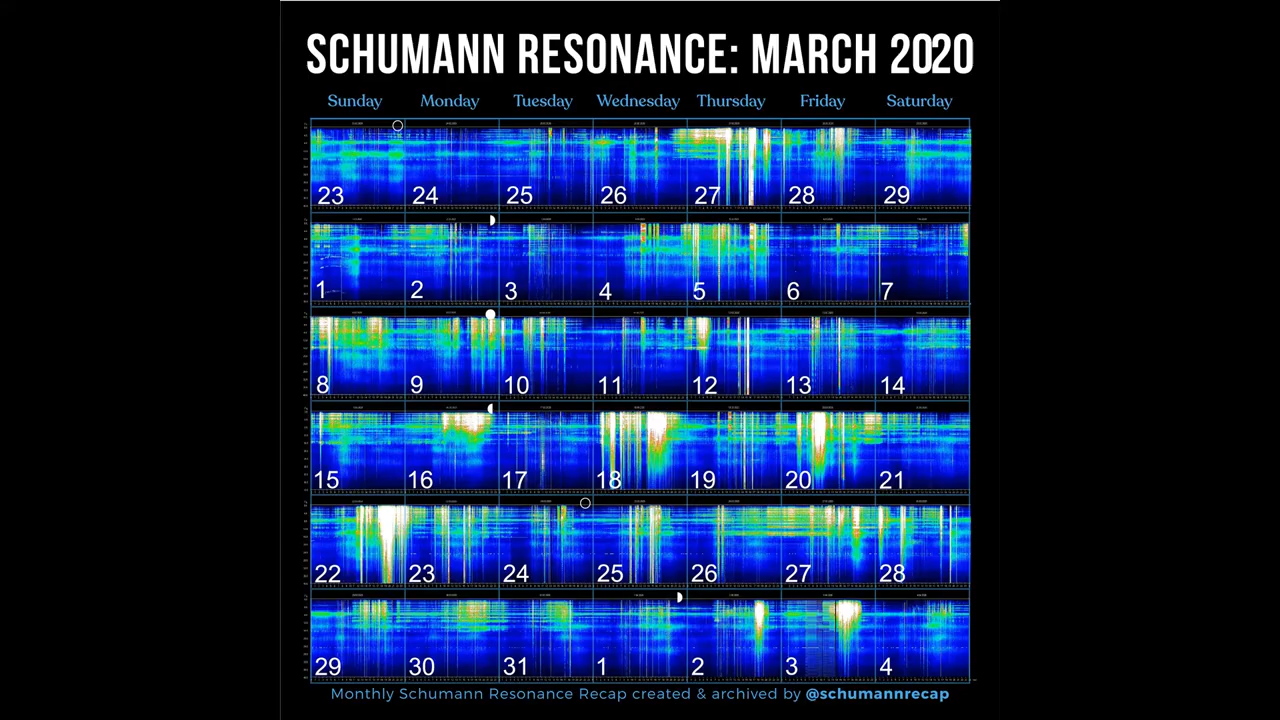 SCHUMANN RESONANCE: MARCH 2020
Sunday Monday Tuesday Wednesday Thursday Friday Saturday
23 24 25 26 27 28 29
1 2 3 4 5 6 7
8 9 10 11 12 13 14
15 16 17 18 19 20 21
22 23 24 25 26 27 28
29 30 31 1 2 3 4
Monthly Schumann Resonance Recap created & archived by @schumannrecap